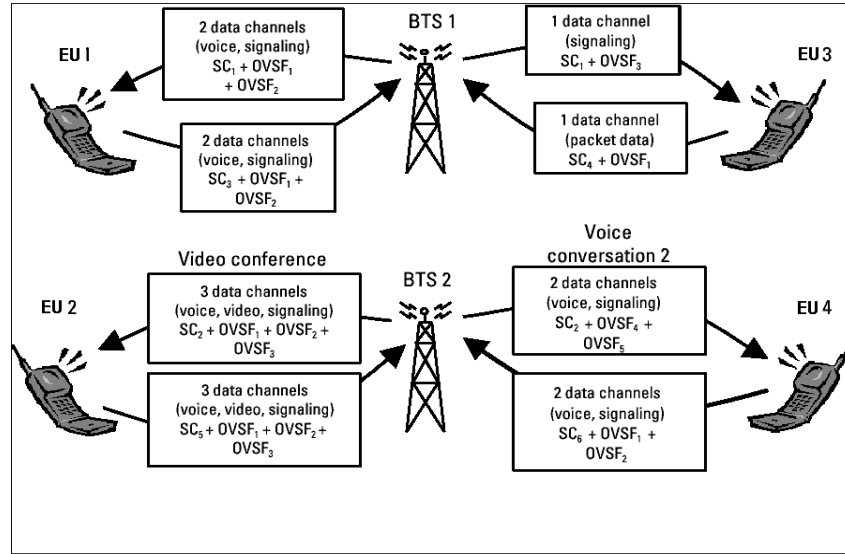 2 data channels
(voice, signaling)
SC₁ + OVSF₁
+ OVSF₂
BTS 1
1 data channel
(signaling)
SC₁ + OVSF₃
EU 1
EU 3
2 data channels
(voice, signaling)
SC₃ + OVSF₁ +
OVSF₂
1 data channel
(packet data)
SC₄ + OVSF₁
Video conference
Voice
conversation 2
EU 2
3 data channels
(voice, video, signaling)
SC₂ + OVSF₁ + OVSF₂ +
OVSF₃
BTS 2
2 data channels
(voice, signaling)
SC₂ + OVSF₄ +
OVSF₅
EU 4
3 data channels
(voice, video, signaling)
SC₅ + OVSF₁ + OVSF₂ +
OVSF₃
2 data channels
(voice, signaling)
SC₆ + OVSF₁ +
OVSF₂